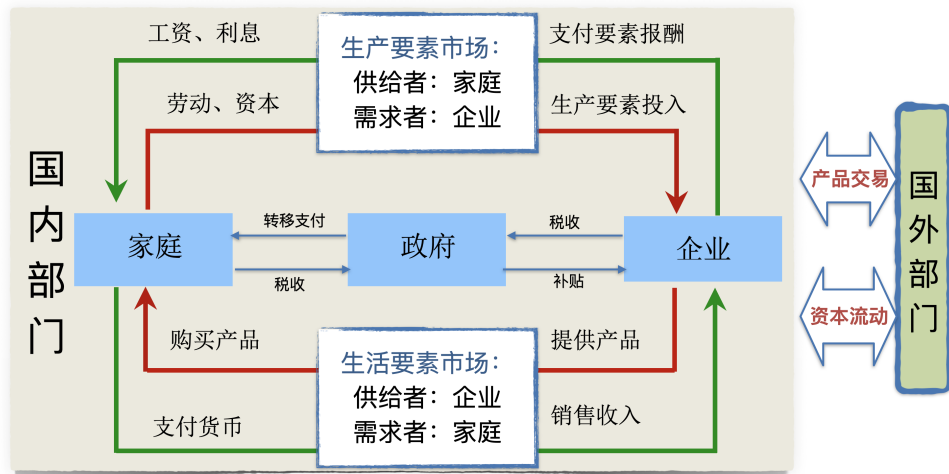 工资、利息
生产要素市场：
供给者：家庭
需求者：企业
支付要素报酬
劳动、资本
生产要素投入
国内部门
家庭
转移支付
税收
政府
税收
补贴
企业
产品交易
资本流动
国外部门
购买产品
生活要素市场：
供给者：企业
需求者：家庭
提供产品
支付货币
销售收入